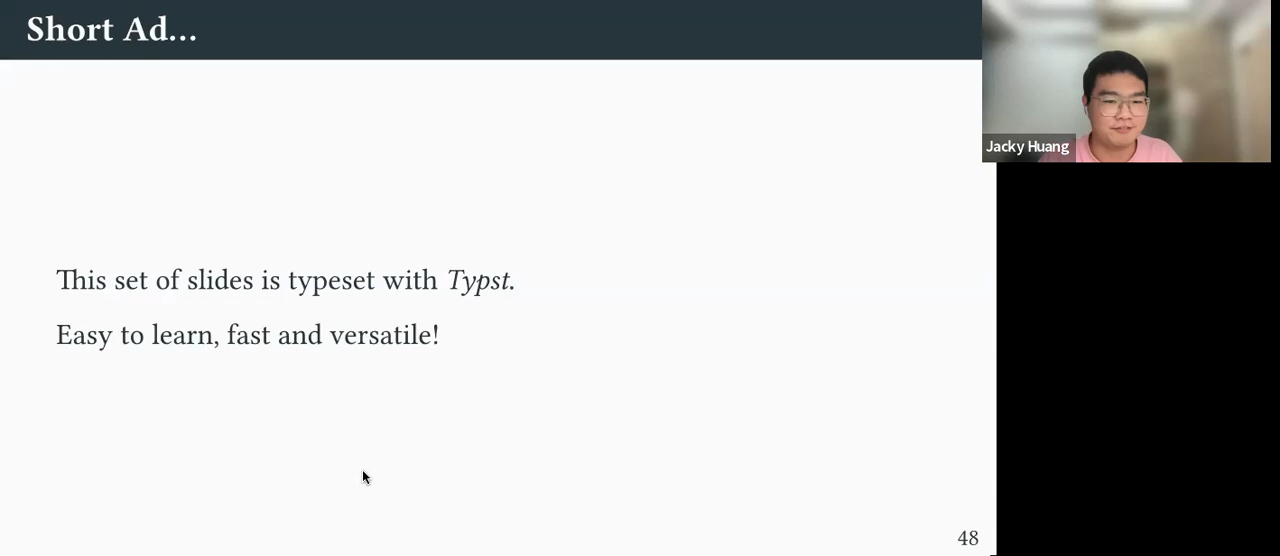 Short Ad…
Jacky Huang
This set of slides is typeset with Typst.
Easy to learn, fast and versatile!
48